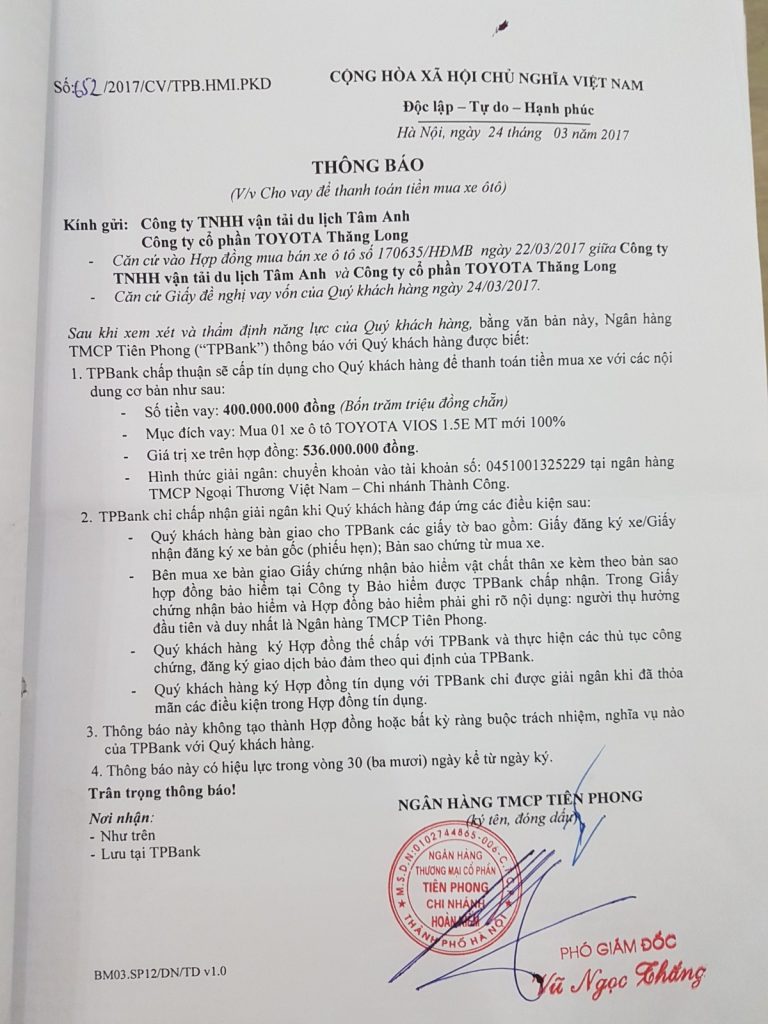 Số:652/2017/CV/TPB.HMI.PKD
CỘNG HÒA XÃ HỘI CHỦ NGHĨA VIỆT NAM
Độc lập – Tự do – Hạnh phúc
Hà Nội, ngày 24 tháng 03 năm 2017
THÔNG BÁO
(V/v Cho vay để thanh toán tiền mua xe ôtô)
Kính gửi: Công ty TNHH vận tải du lịch Tâm Anh
Công ty cổ phần TOYOTA Thăng Long
- Căn cứ vào Hợp đồng mua bán xe ô tô số 170635/HĐMB ngày 22/03/2017 giữa Công ty
TNHH vận tải du lịch Tâm Anh và Công ty cổ phần TOYOTA Thăng Long
- Căn cứ Giấy đề nghị vay vốn của Quý khách hàng ngày 24/03/2017.
Sau khi xem xét và thẩm định năng lực của Quý khách hàng, bằng văn bản này, Ngân hàng
TMCP Tiên Phong (“TPBank”) thông báo với Quý khách hàng được biết:
1. TPBank chấp thuận sẽ cấp tín dụng cho Quý khách hàng để thanh toán tiền mua xe với các nội
dung cơ bản như sau:
- Số tiền vay: 400.000.000 đồng (Bốn trăm triệu đồng chẵn)
- Mục đích vay: Mua 01 xe ô tô TOYOTA VIOS 1.5E MT mới 100%
- Giá trị xe trên hợp đồng: 536.000.000 đồng.
- Hình thức giải ngân: chuyển khoản vào tài khoản số: 0451001325229 tại ngân hàng
TMCP Ngoại Thương Việt Nam – Chi nhánh Thành Công.
2. TPBank chỉ chấp nhận giải ngân khi Quý khách hàng đáp ứng các điều kiện sau:
- Quý khách hàng bàn giao cho TPBank các giấy tờ bao gồm: Giấy đăng ký xe/Giấy
nhận đăng ký xe bản gốc (phiếu hẹn); Bản sao chứng từ mua xe.
- Bên mua xe bàn giao Giấy chứng nhận bảo hiểm vật chất thân xe kèm theo bản sao
hợp đồng bảo hiểm tại Công ty Bảo hiểm được TPBank chấp nhận. Trong Giấy
chứng nhận bảo hiểm và Hợp đồng bảo hiểm phải ghi rõ nội dung: người thụ hưởng
đầu tiên và duy nhất là Ngân hàng TMCP Tiên Phong.
- Quý khách hàng ký Hợp đồng thế chấp với TPBank và thực hiện các thủ tục công
chứng, đăng ký giao dịch bảo đảm theo qui định của TPBank.
- Quý khách hàng ký Hợp đồng tín dụng với TPBank chỉ được giải ngân khi đã thỏa
mãn các điều kiện trong Hợp đồng tín dụng.
3. Thông báo này không tạo thành Hợp đồng hoặc bất kỳ ràng buộc trách nhiệm, nghĩa vụ nào
của TPBank với Quý khách hàng.
4. Thông báo này có hiệu lực trong vòng 30 (ba mươi) ngày kể từ ngày ký.
Trân trọng thông báo!
Nơi nhận:
- Như trên
- Lưu tại TPBank
NGÂN HÀNG TMCP TIÊN PHONG
(ký tên, đóng dấu)
M.S.D.N:0102744865-006-C.T.
NGÂN HÀNG
THƯƠNG MẠI CỔ PHẦN
TIÊN PHONG
CHI NHÁNH
HOÀN KIẾM
THÀNH PHỐ HÀ NỘI
PHÓ GIÁM ĐỐC
Vũ Ngọc Thắng
BM03.SP12/DN/TD v1.0